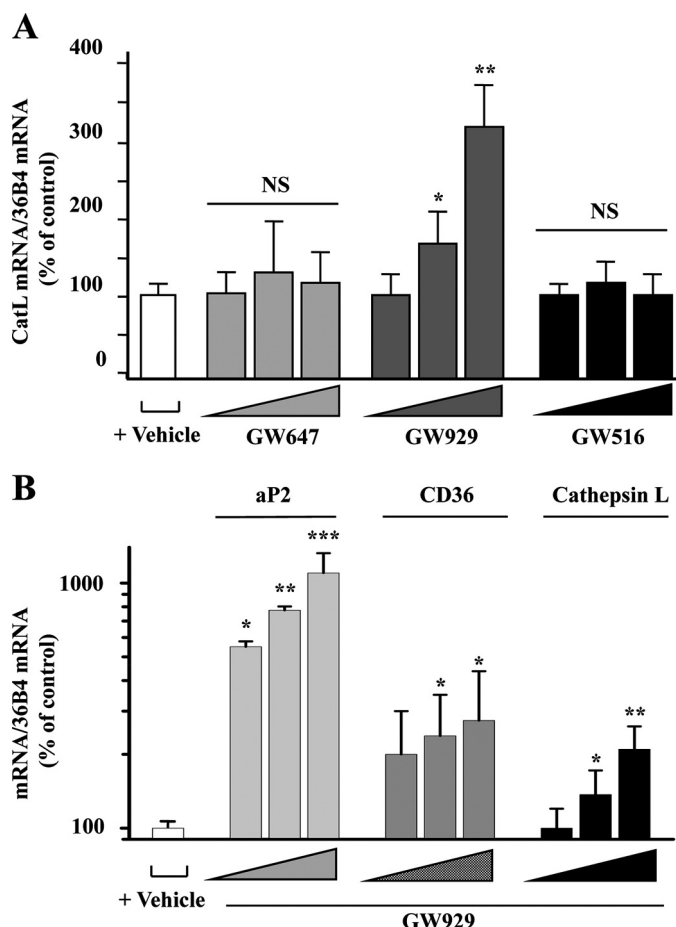 A
CatL mRNA/36B4 mRNA
(% of control)
400
300
200
100
0
NS
*
**
NS
+ Vehicle
GW647
GW929
GW516
B
mRNA/36B4 mRNA
(% of control)
aP2
CD36
Cathepsin L
1000
100
*
**
***
*
*
*
**
+ Vehicle
GW929